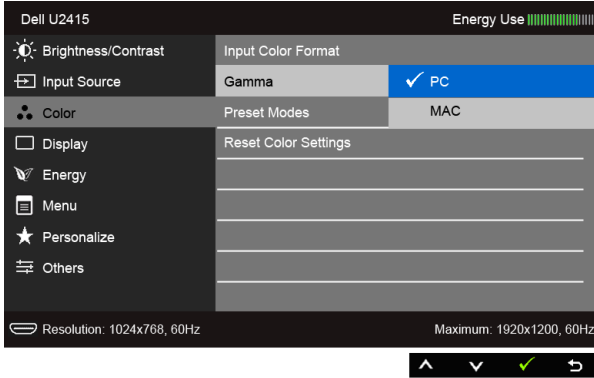 Dell U2415
Energy Use
Brightness/Contrast
Input Color Format
Input Source
Gamma
PC
Color
Preset Modes
MAC
Display
Reset Color Settings
Energy
Menu
Personalize
Others
Resolution: 1024x768, 60Hz
Maximum: 1920x1200, 60Hz